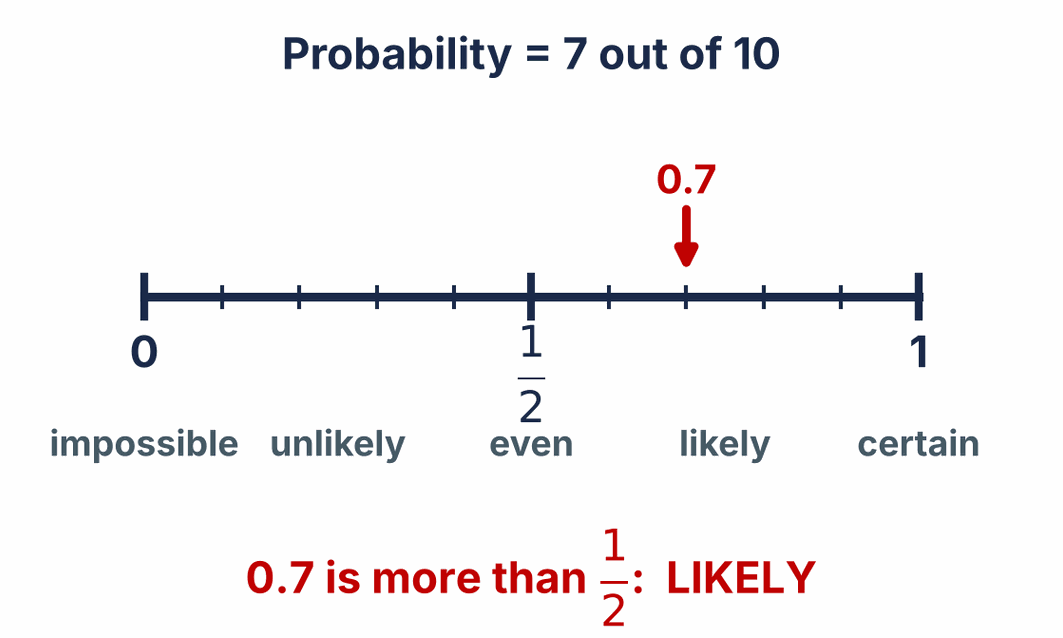 Probability = 7 out of 10
0.7
0 1/2 1
impossible unlikely even likely certain
0.7 is more than 1/2: LIKELY